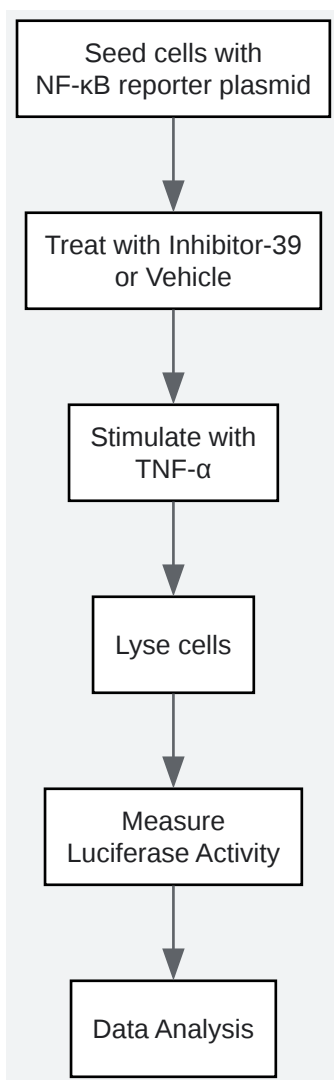 Seed cells with
NF-κB reporter plasmid
Treat with Inhibitor-39
or Vehicle
Stimulate with
TNF-α
Lyse cells
Measure
Luciferase Activity
Data Analysis